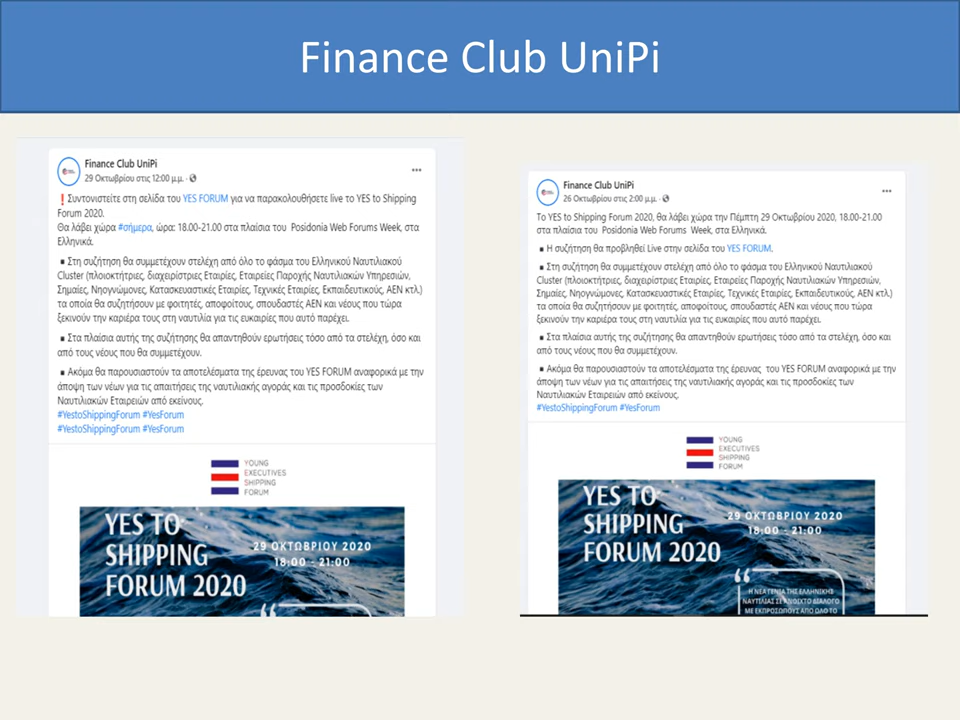 Finance Club UniPi
Finance Club UniPi
29 Οκτωβρίου στις 12:00 μ.μ. ·
❗Συντονιστείτε στη σελίδα του YES FORUM για να παρακολουθήσετε live το YES to Shipping
Forum 2020.
Θα λάβει χώρα #σήμερα, ώρα: 18.00-21.00 στα πλαίσια του Posidonia Web Forums Week, στα
Ελληνικά.
▪ Στη συζήτηση θα συμμετέχουν στελέχη από όλο το φάσμα του Ελληνικού Ναυτιλιακού
Cluster (πλοιοκτήτριες, διαχειρίστριες Εταιρίες, Εταιρείες Παροχής Ναυτιλιακών Υπηρεσιών,
Σημαίες, Νηογνώμονες, Κατασκευαστικές Εταιρίες, Τεχνικές Εταιρίες, Εκπαιδευτικούς, ΑΕΝ κτλ.)
τα οποία θα συζητήσουν με φοιτητές, αποφοίτους, σπουδαστές ΑΕΝ και νέους που τώρα
ξεκινούν την καριέρα τους στη ναυτιλία για τις ευκαιρίες που αυτό παρέχει.
▪ Στα πλαίσια αυτής της συζήτησης θα απαντηθούν ερωτήσεις τόσο από τα στελέχη, όσο και
από τους νέους που θα συμμετέχουν.
▪ Ακόμα θα παρουσιαστούν τα αποτελέσματα της έρευνας του YES FORUM αναφορικά με την
άποψη των νέων για τις απαιτήσεις της ναυτιλιακής αγοράς και τις προσδοκίες των
Ναυτιλιακών Εταιρειών από εκείνους.
#YestoShippingForum #YesForum
#YestoShippingForum #YesForum
YOUNG
EXECUTIVES
SHIPPING
FORUM
YES TO
SHIPPING
FORUM 2020
29 ΟΚΤΩΒΡΙΟΥ 2020
18:00 - 21:00
Finance Club UniPi
26 Οκτωβρίου στις 2:00 μ.μ. ·
Το YES to Shipping Forum 2020, θα λάβει χώρα την Πέμπτη 29 Οκτωβρίου 2020, 18.00-21.00
στα πλαίσια του Posidonia Web Forums Week, στα Ελληνικά.
▪ Η συζήτηση θα προβληθεί Live στην σελίδα του YES FORUM.
▪ Στη συζήτηση θα συμμετέχουν στελέχη από όλο το φάσμα του Ελληνικού Ναυτιλιακού
Cluster (πλοιοκτήτριες, διαχειρίστριες Εταιρίες, Εταιρείες Παροχής Ναυτιλιακών Υπηρεσιών,
Σημαίες, Νηογνώμονες, Κατασκευαστικές Εταιρίες, Τεχνικές Εταιρίες, Εκπαιδευτικούς, ΑΕΝ κτλ.)
τα οποία θα συζητήσουν με φοιτητές, αποφοίτους, σπουδαστές ΑΕΝ και νέους που τώρα
ξεκινούν την καριέρα τους στη ναυτιλία για τις ευκαιρίες που αυτό παρέχει.
▪ Στα πλαίσια αυτής της συζήτησης θα απαντηθούν ερωτήσεις τόσο από τα στελέχη, όσο και
από τους νέους που θα συμμετέχουν.
▪ Ακόμα θα παρουσιαστούν τα αποτελέσματα της έρευνας του YES FORUM αναφορικά με την
άποψη των νέων για τις απαιτήσεις της ναυτιλιακής αγοράς και τις προσδοκίες των
Ναυτιλιακών Εταιρειών από εκείνους.
#YestoShippingForum #YesForum
YOUNG
EXECUTIVES
SHIPPING
FORUM
YES TO
SHIPPING
FORUM 2020
29 ΟΚΤΩΒΡΙΟΥ 2020
18:00 - 21:00
Η ΝΕΑ ΓΕΝΙΑ ΤΗΣ ΕΛΛΗΝΙΚΗΣ
ΝΑΥΤΙΛΙΑΣ ΣΕ ΑΝΟΙΧΤΟ ΔΙΑΛΟΓΟ
ΜΕ ΕΚΠΡΟΣΩΠΟΥΣ ΑΠΟ ΟΛΟ ΤΟ